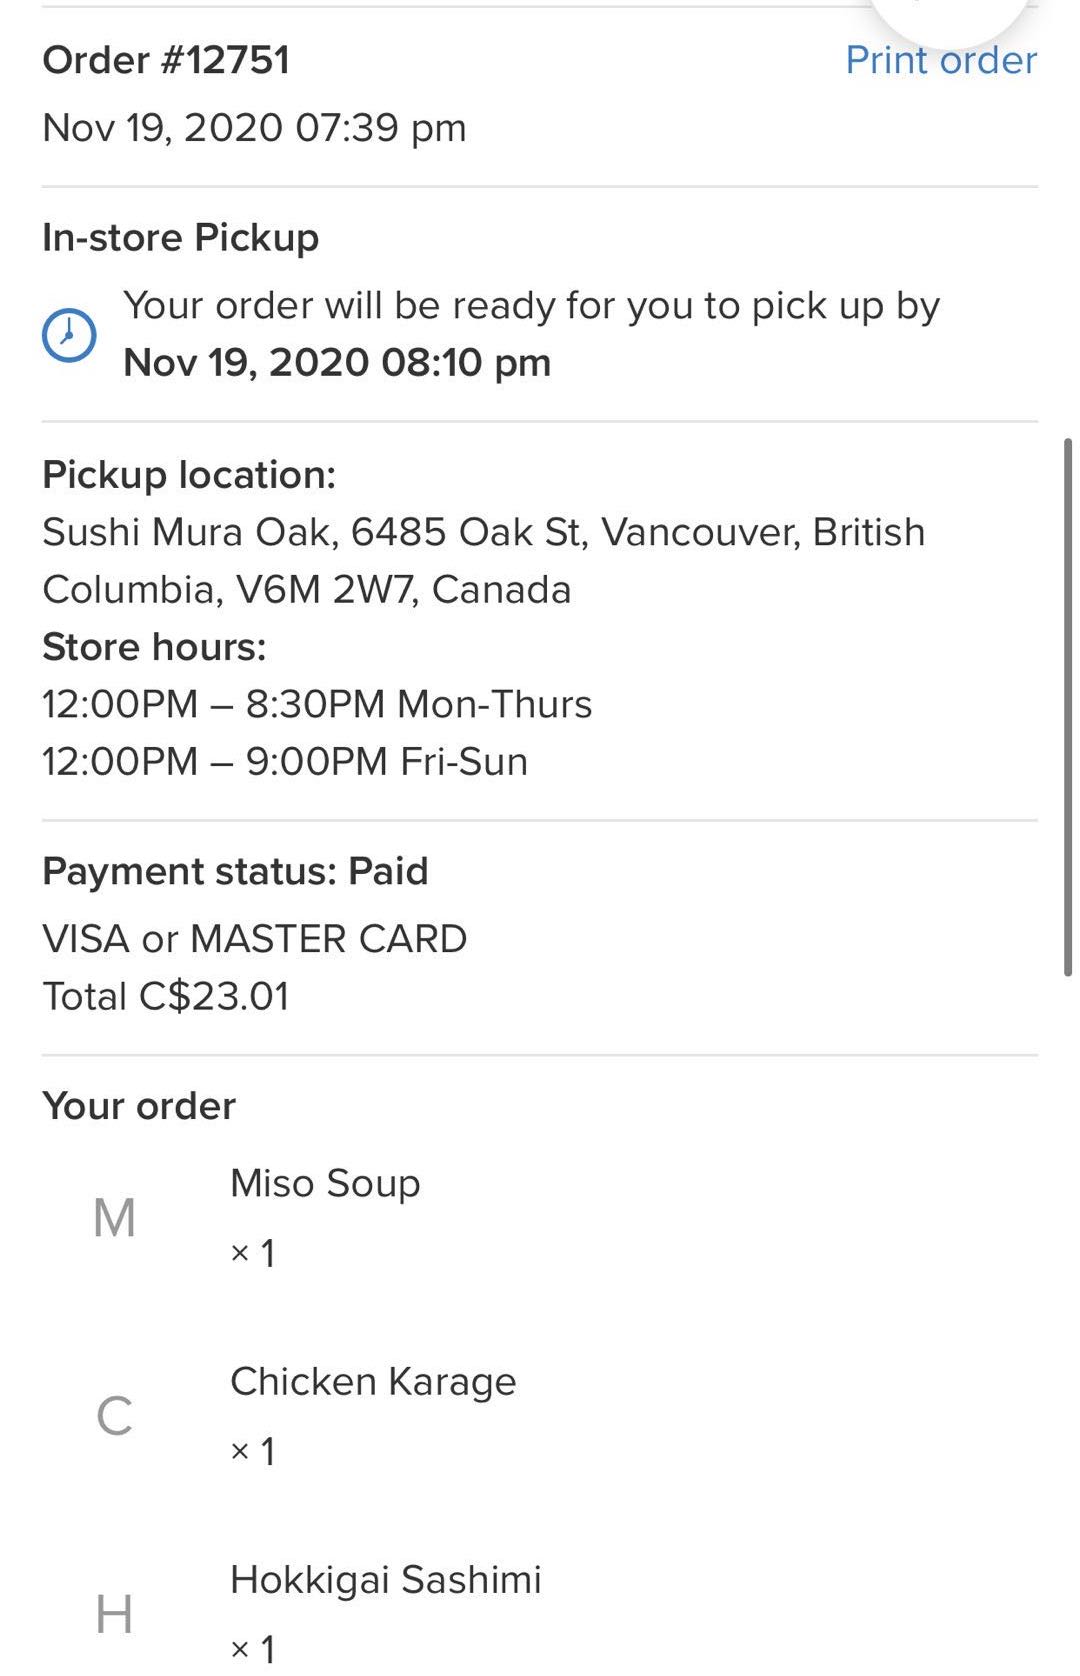 Order #12751
Print order
Nov 19, 2020 07:39 pm
In-store Pickup
Your order will be ready for you to pick up by
Nov 19, 2020 08:10 pm
Pickup location:
Sushi Mura Oak, 6485 Oak St, Vancouver, British
Columbia, V6M 2W7, Canada
Store hours:
12:00PM – 8:30PM Mon-Thurs
12:00PM – 9:00PM Fri-Sun
Payment status: Paid
VISA or MASTER CARD
Total C$23.01
Your order
M
Miso Soup
× 1
C
Chicken Karage
× 1
H
Hokkigai Sashimi
× 1